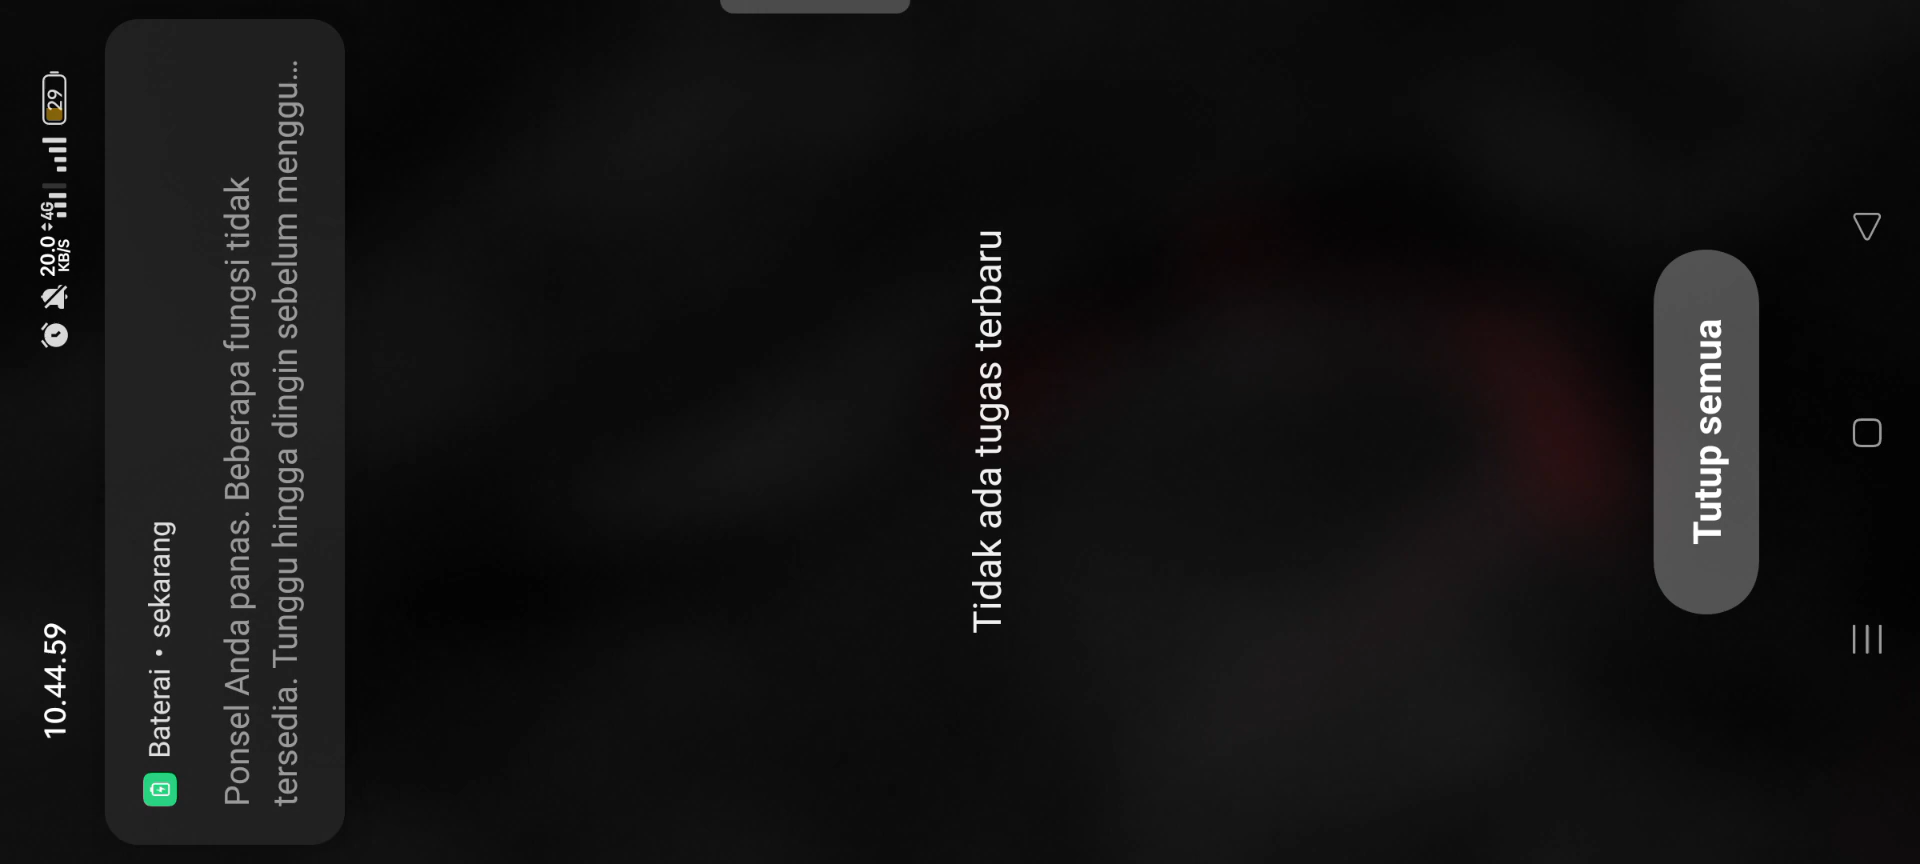 10.44.59
20.0 KB/S 4G 29
Baterai • sekarang
Ponsel Anda panas. Beberapa fungsi tidak
tersedia. Tunggu hingga dingin sebelum menggu...
Tidak ada tugas terbaru
Tutup semua